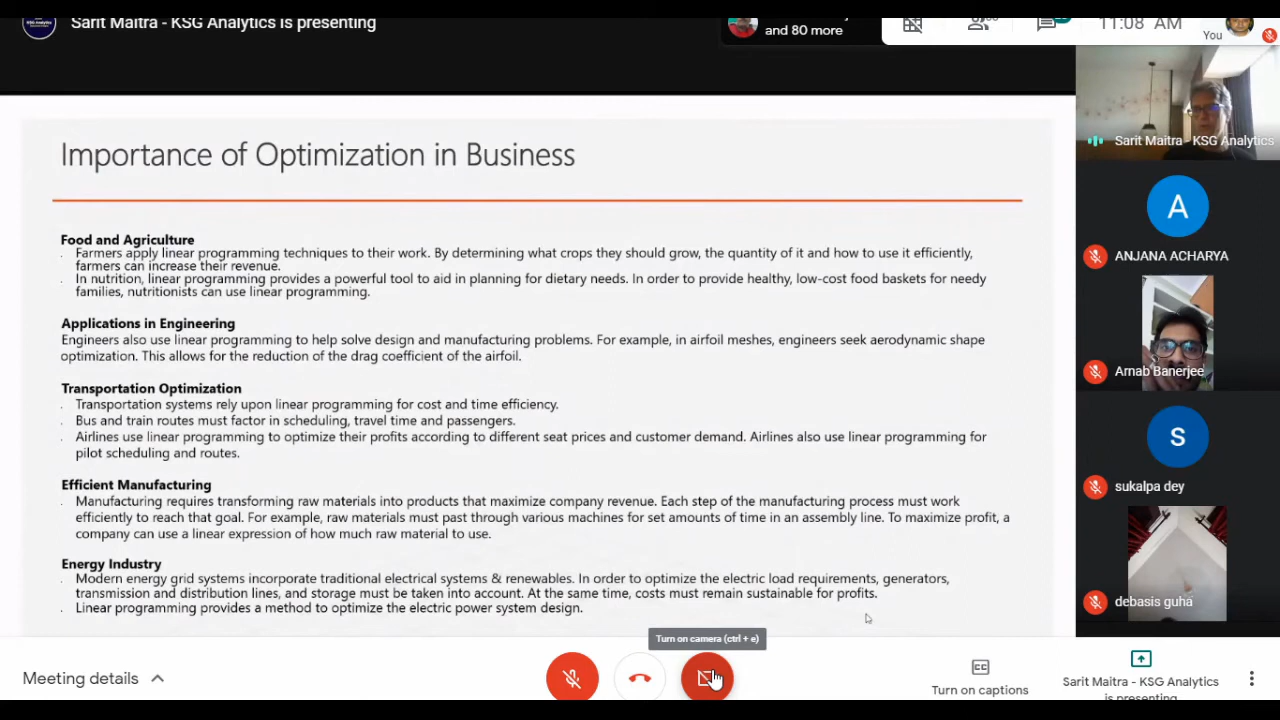 Sarit Maitra - KSG Analytics is presenting
and 80 more
11:08 AM
You
Importance of Optimization in Business
Food and Agriculture
Farmers apply linear programming techniques to their work. By determining what crops they should grow, the quantity of it and how to use it efficiently,
farmers can increase their revenue.
In nutrition, linear programming provides a powerful tool to aid in planning for dietary needs. In order to provide healthy, low-cost food baskets for needy
families, nutritionists can use linear programming.
Applications in Engineering
Engineers also use linear programming to help solve design and manufacturing problems. For example, in airfoil meshes, engineers seek aerodynamic shape
optimization. This allows for the reduction of the drag coefficient of the airfoil.
Transportation Optimization
Transportation systems rely upon linear programming for cost and time efficiency.
Bus and train routes must factor in scheduling, travel time and passengers.
Airlines use linear programming to optimize their profits according to different seat prices and customer demand. Airlines also use linear programming for
pilot scheduling and routes.
Efficient Manufacturing
Manufacturing requires transforming raw materials into products that maximize company revenue. Each step of the manufacturing process must work
efficiently to reach that goal. For example, raw materials must past through various machines for set amounts of time in an assembly line. To maximize profit, a
company can use a linear expression of how much raw material to use.
Energy Industry
Modern energy grid systems incorporate traditional electrical systems & renewables. In order to optimize the electric load requirements, generators,
transmission and distribution lines, and storage must be taken into account. At the same time, costs must remain sustainable for profits.
Linear programming provides a method to optimize the electric power system design.
Sarit Maitra - KSG Analytics
A
ANJANA ACHARYA
Arnab Banerjee
s
sukalpa dey
debasis guha
Turn on camera (ctrl + e)
Meeting details
CC
Turn on captions
Sarit Maitra - KSG Analytics
is presenting